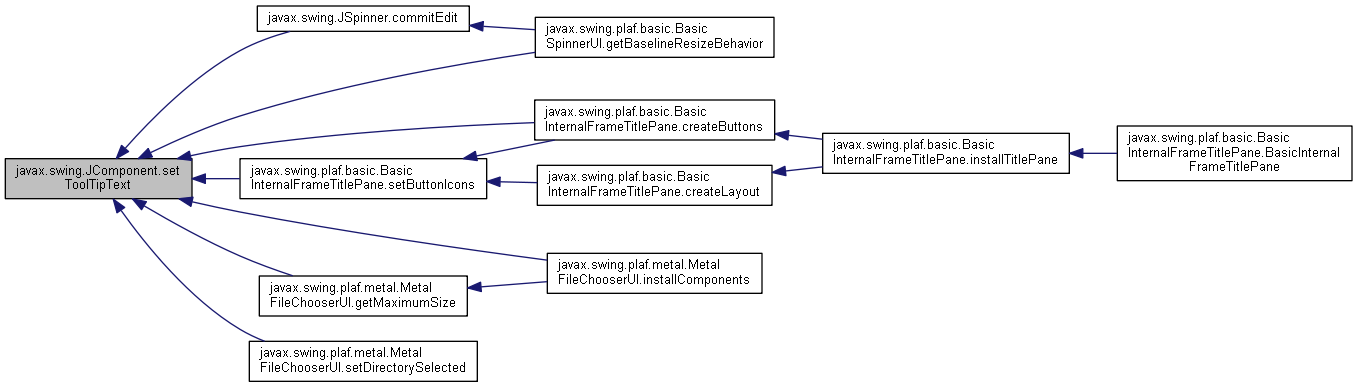 javax.swing.JSpinner.commitEdit
javax.swing.plaf.basic.Basic
SpinnerUI.getBaselineResizeBehavior
javax.swing.plaf.basic.Basic
InternalFrameTitlePane.createButtons
javax.swing.plaf.basic.Basic
InternalFrameTitlePane.installTitlePane
javax.swing.plaf.basic.Basic
InternalFrameTitlePane.BasicInternal
FrameTitlePane
javax.swing.JComponent.set
ToolTipText
javax.swing.plaf.basic.Basic
InternalFrameTitlePane.setButtonIcons
javax.swing.plaf.basic.Basic
InternalFrameTitlePane.createLayout
javax.swing.plaf.metal.Metal
FileChooserUI.installComponents
javax.swing.plaf.metal.Metal
FileChooserUI.getMaximumSize
javax.swing.plaf.metal.Metal
FileChooserUI.setDirectorySelected